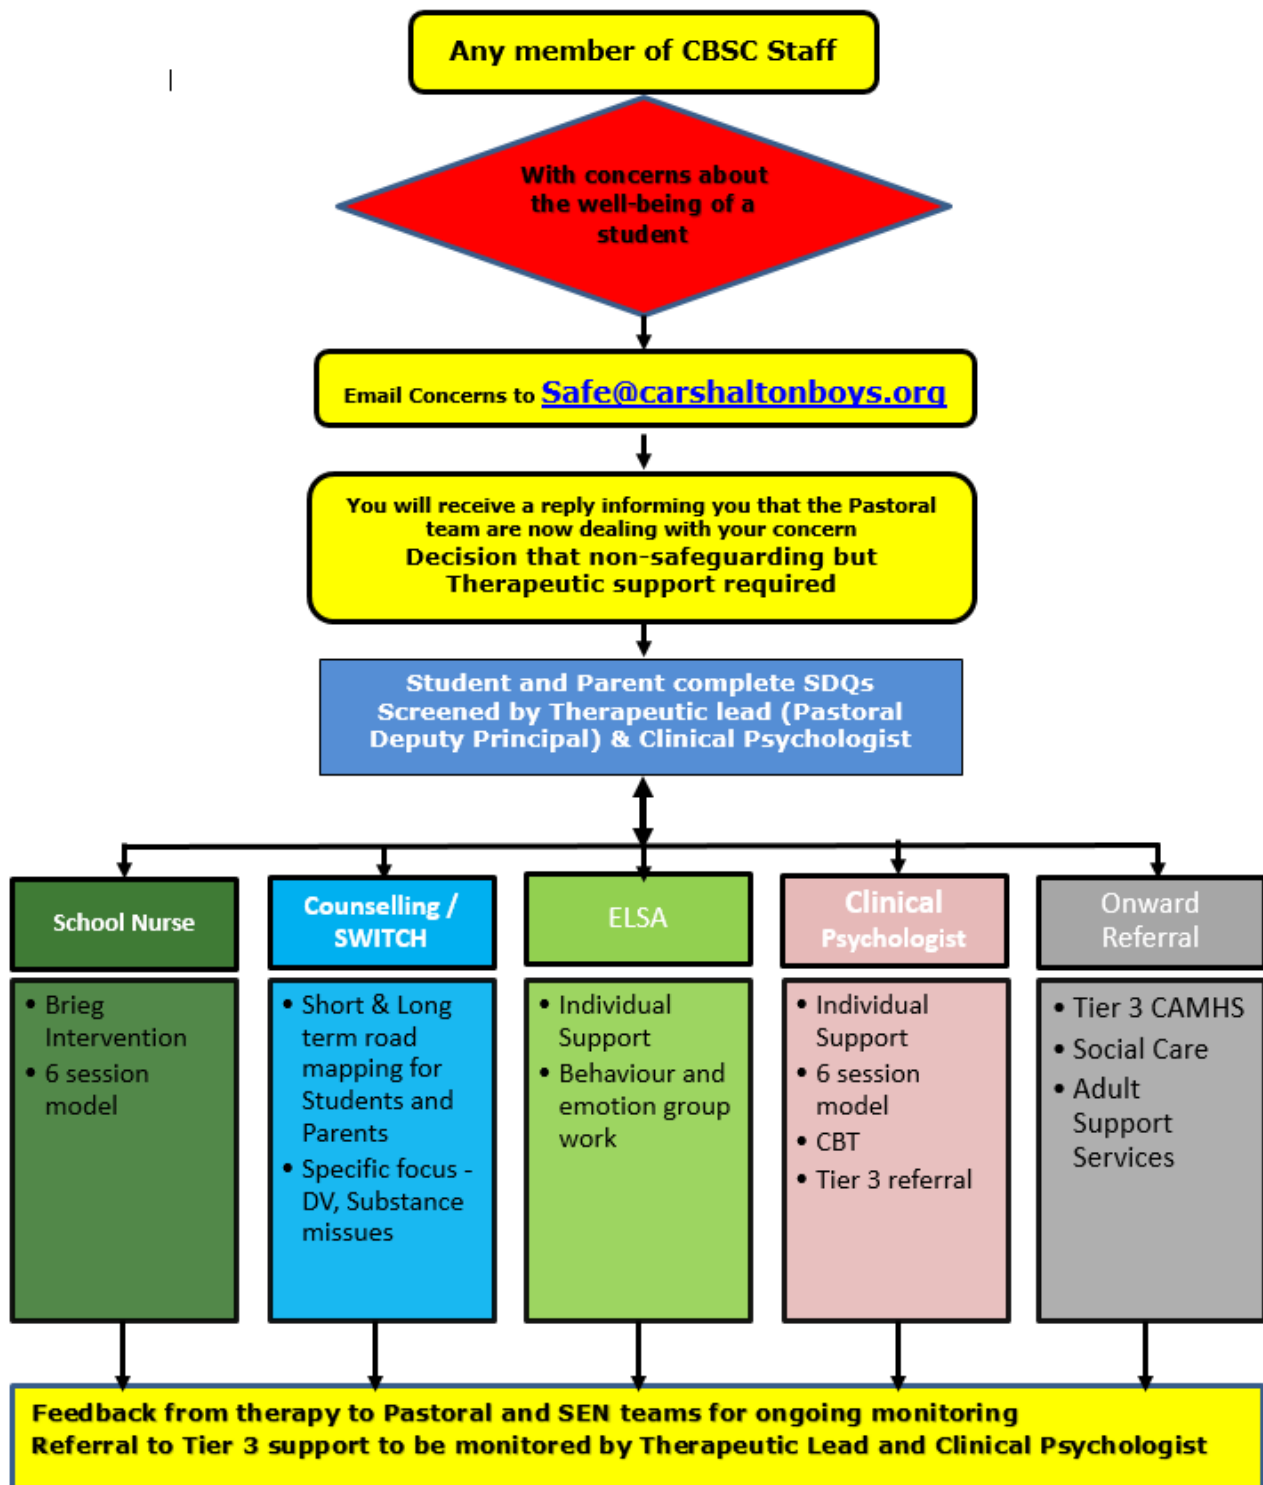 Any member of CBSC Staff
With concerns about
the well-being of a
student
Email Concerns to Safe@carshaltonboys.org
You will receive a reply informing you that the Pastoral
team are now dealing with your concern
Decision that non-safeguarding but
Therapeutic support required
Student and Parent complete SDQs
Screened by Therapeutic lead (Pastoral
Deputy Principal) & Clinical Psychologist
School Nurse
• Brieg
Intervention
• 6 session
model
Counselling /
SWITCH
• Short & Long
term road
mapping for
Students and
Parents
• Specific focus -
DV, Substance
missues
ELSA
• Individual
Support
• Behaviour and
emotion group
work
Clinical
Psychologist
• Individual
Support
• 6 session
model
• CBT
• Tier 3 referral
Onward
Referral
• Tier 3 CAMHS
• Social Care
• Adult
Support
Services
Feedback from therapy to Pastoral and SEN teams for ongoing monitoring
Referral to Tier 3 support to be monitored by Therapeutic Lead and Clinical Psychologist